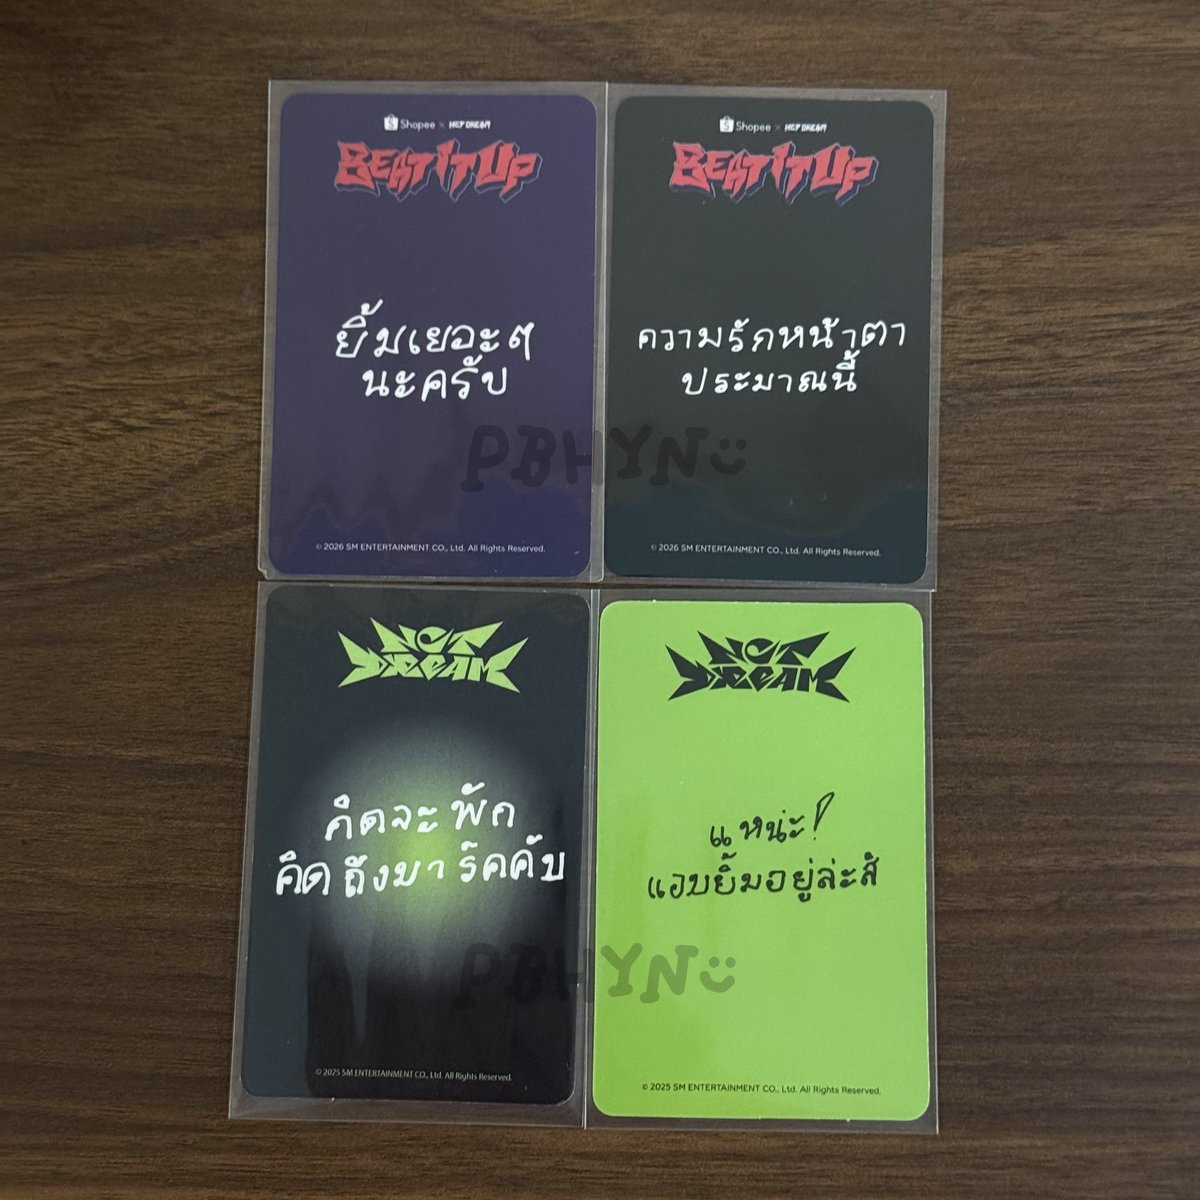 Shopee × NCT DREAM
BEAT IT UP
ยิ้มเยอะๆ
นะครับ
© 2026 SM ENTERTAINMENT CO., Ltd. All Rights Reserved.
Shopee × NCT DREAM
BEAT IT UP
ความรักหน้าตา
ประมาณนี้
© 2026 SM ENTERTAINMENT CO., Ltd. All Rights Reserved.
PBHYN
NCT
DREAM
คิดจะพัก
คิดถึงมาร์คคับ
© 2025 SM ENTERTAINMENT CO., Ltd. All Rights Reserved.
NCT
DREAM
แหน่ะ!
แอบยิ้มอยู่ล่ะสิ
© 2025 SM ENTERTAINMENT CO., Ltd. All Rights Reserved.
PBHYN